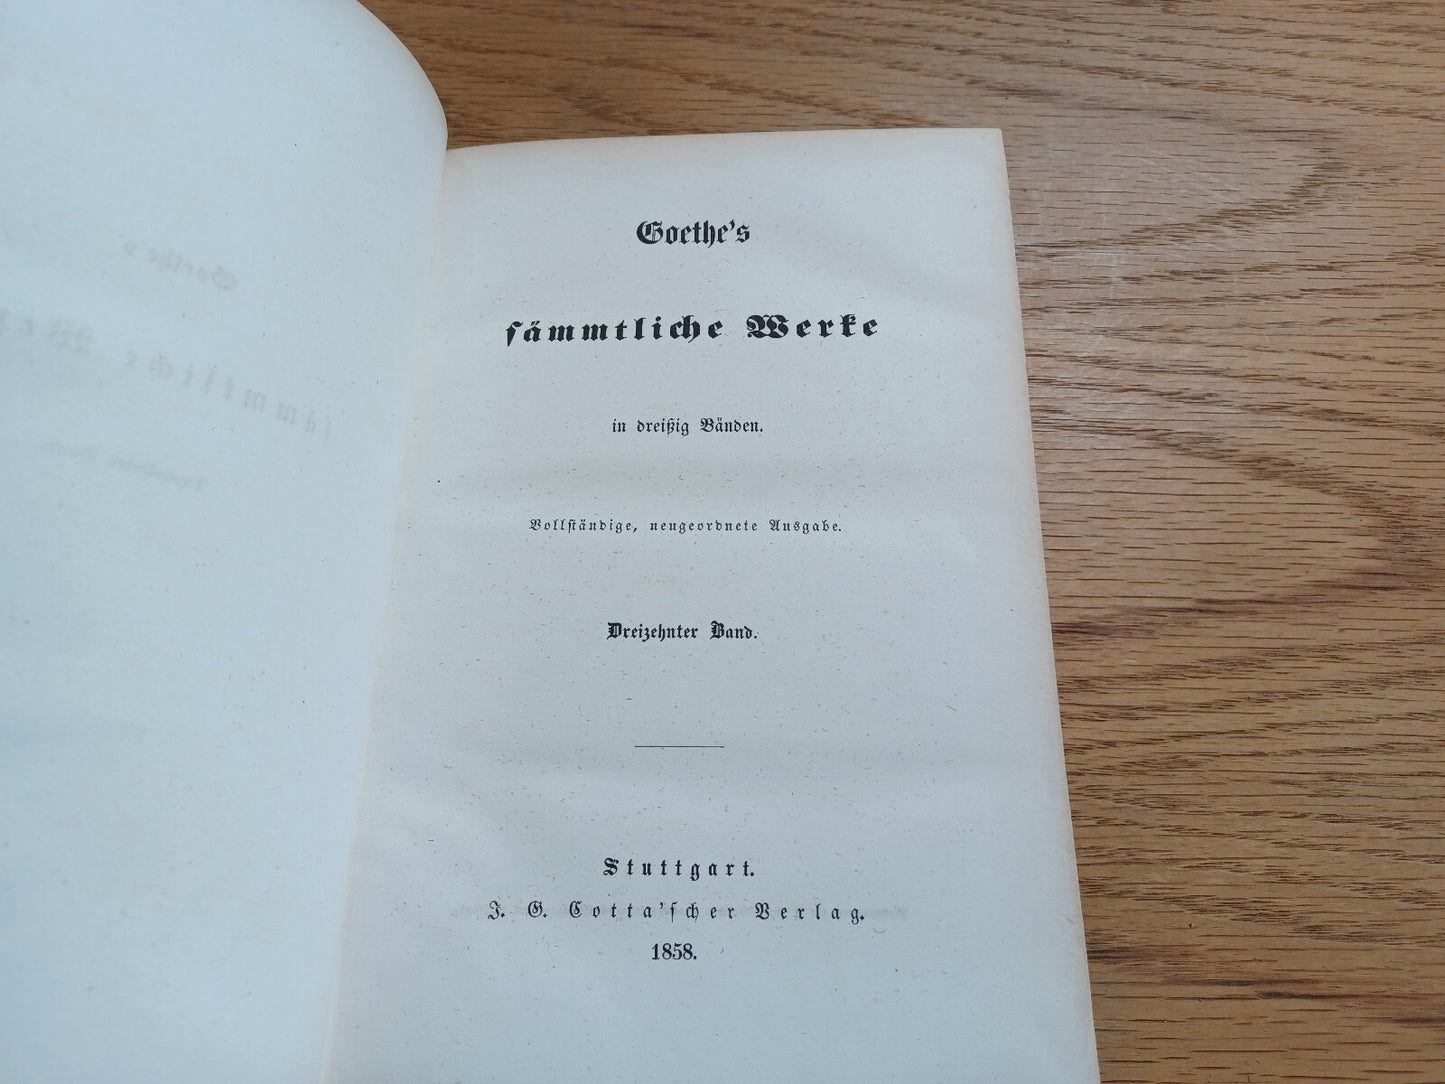 Goethe's
sämmtliche Werke
in dreißig Bänden.
Vollständige, neugeordnete Ausgabe.
Dreizehnter Band.
Stuttgart.
J. G. Cotta'scher Verlag.
1858.